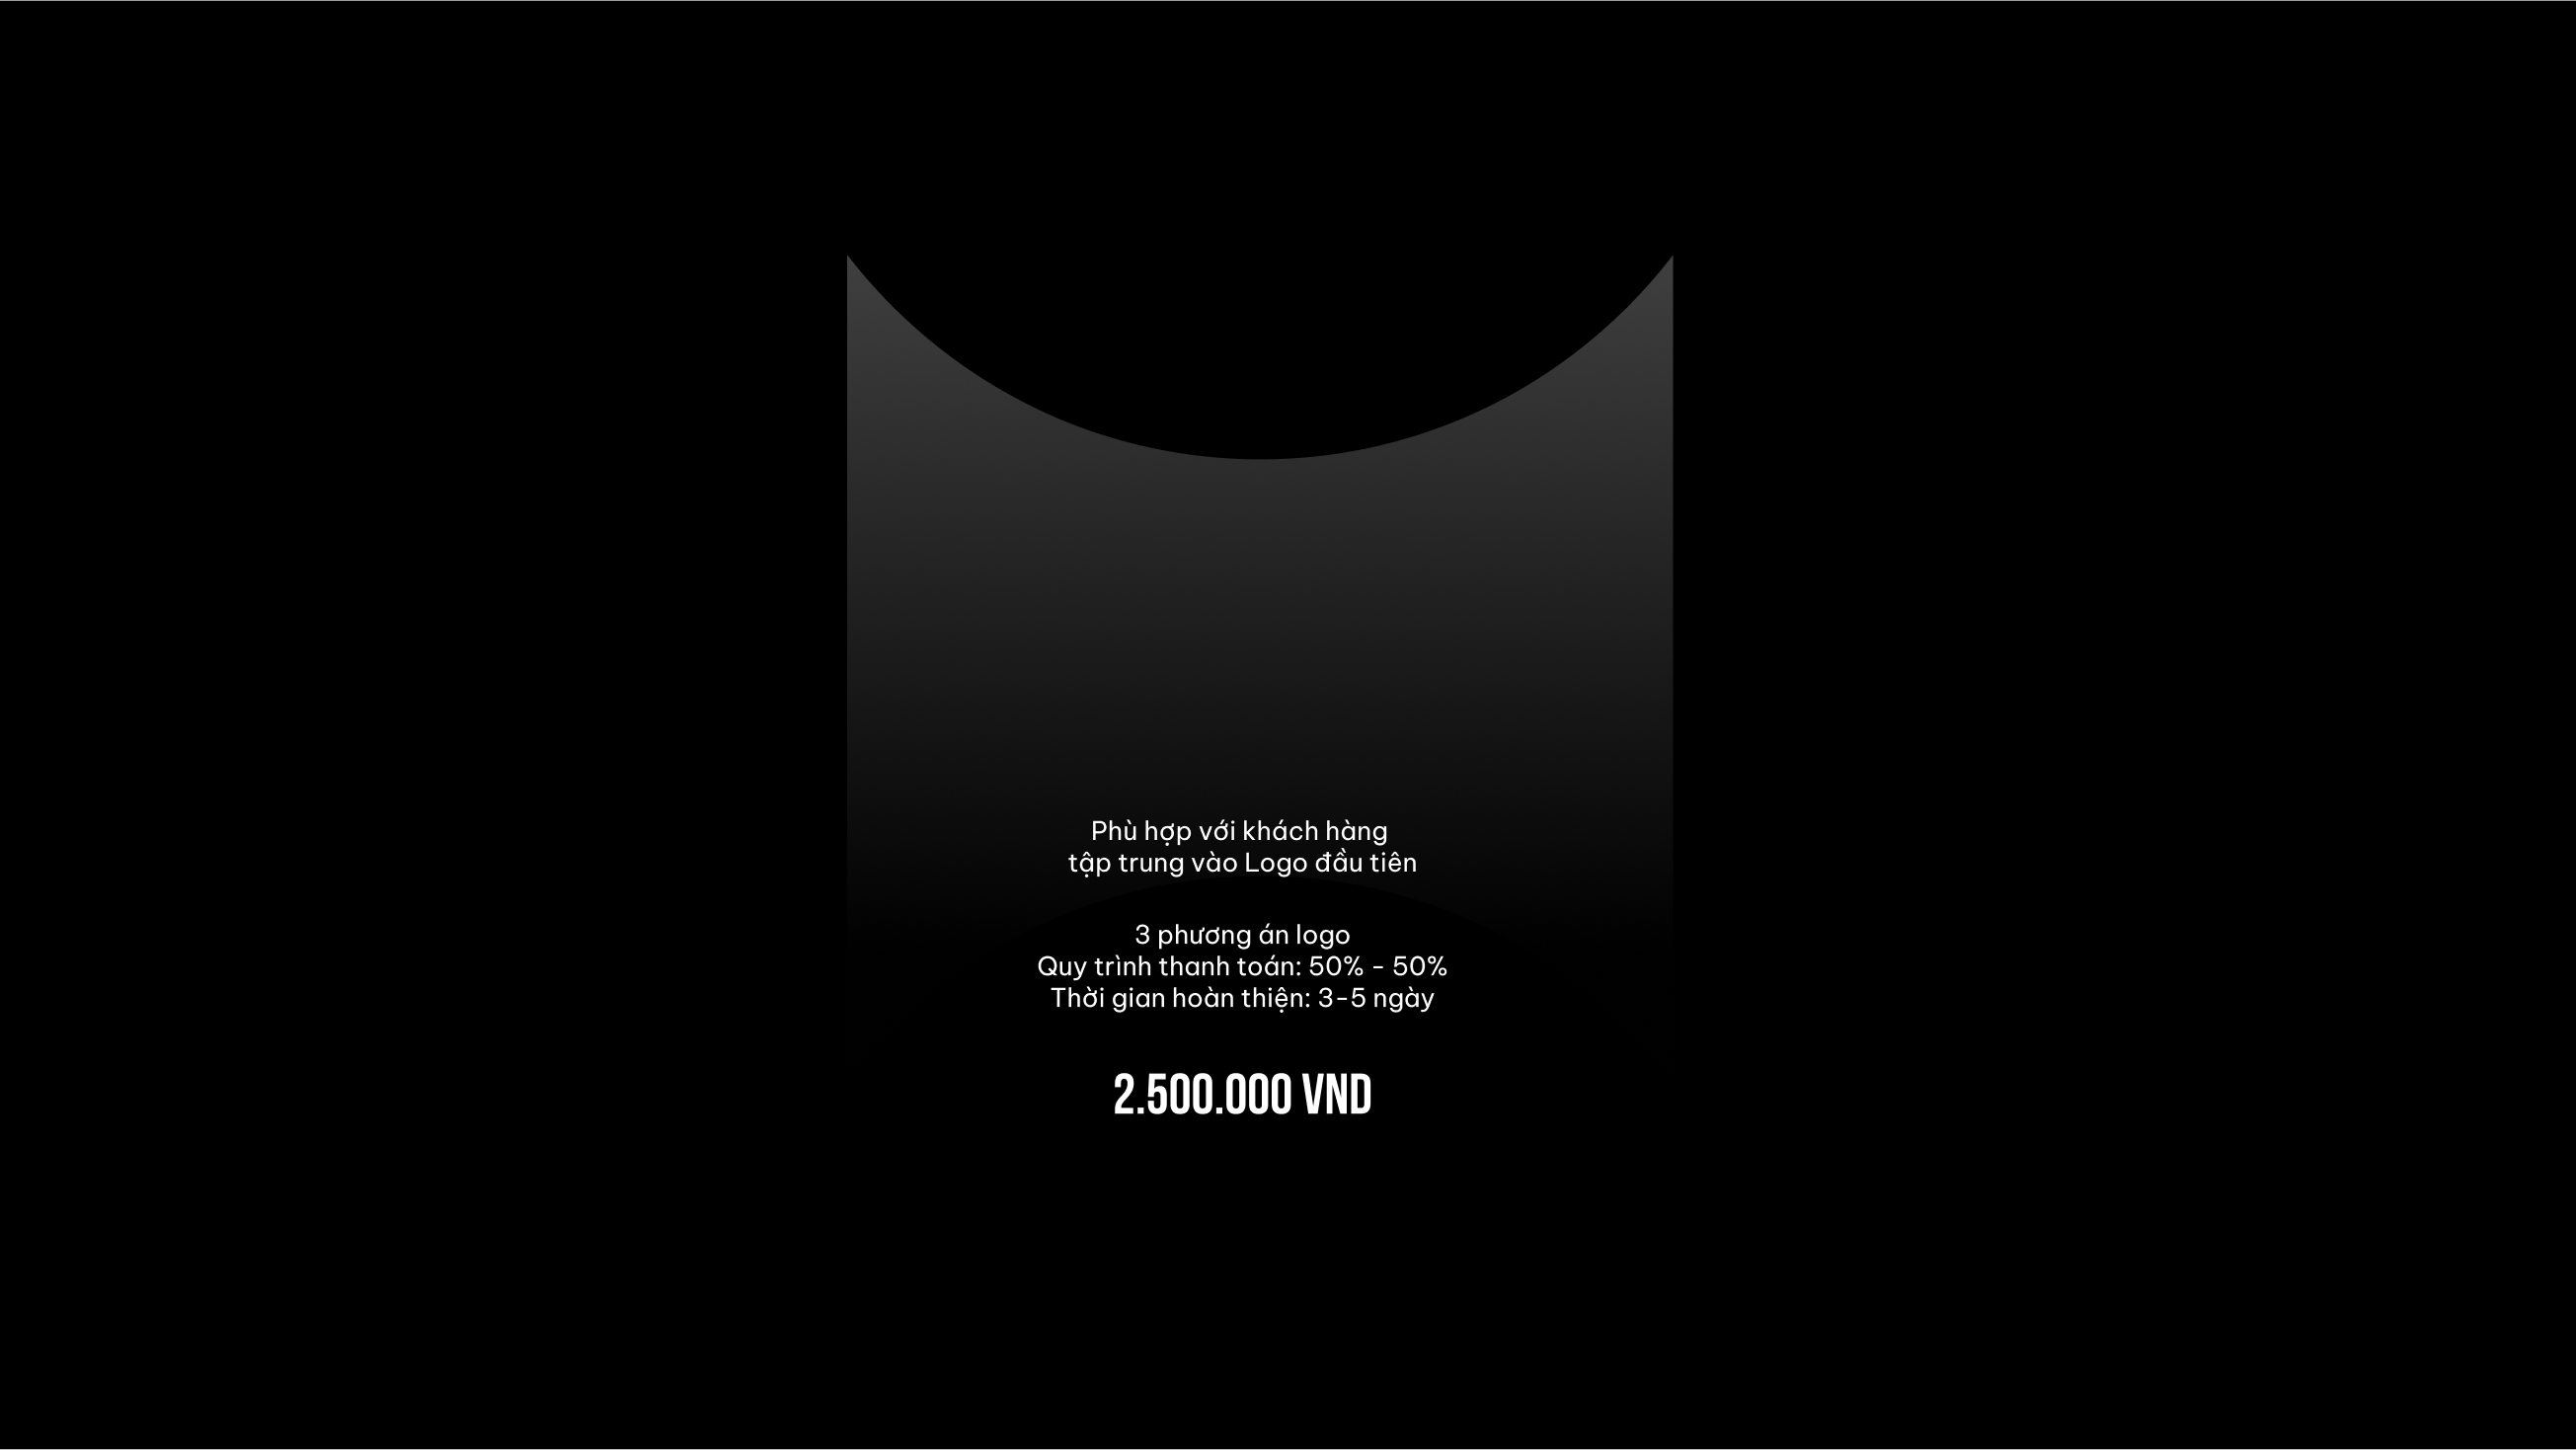 Phù hợp với khách hàng
tập trung vào Logo đầu tiên
3 phương án logo
Quy trình thanh toán: 50% - 50%
Thời gian hoàn thiện: 3-5 ngày
2.500.000 VND